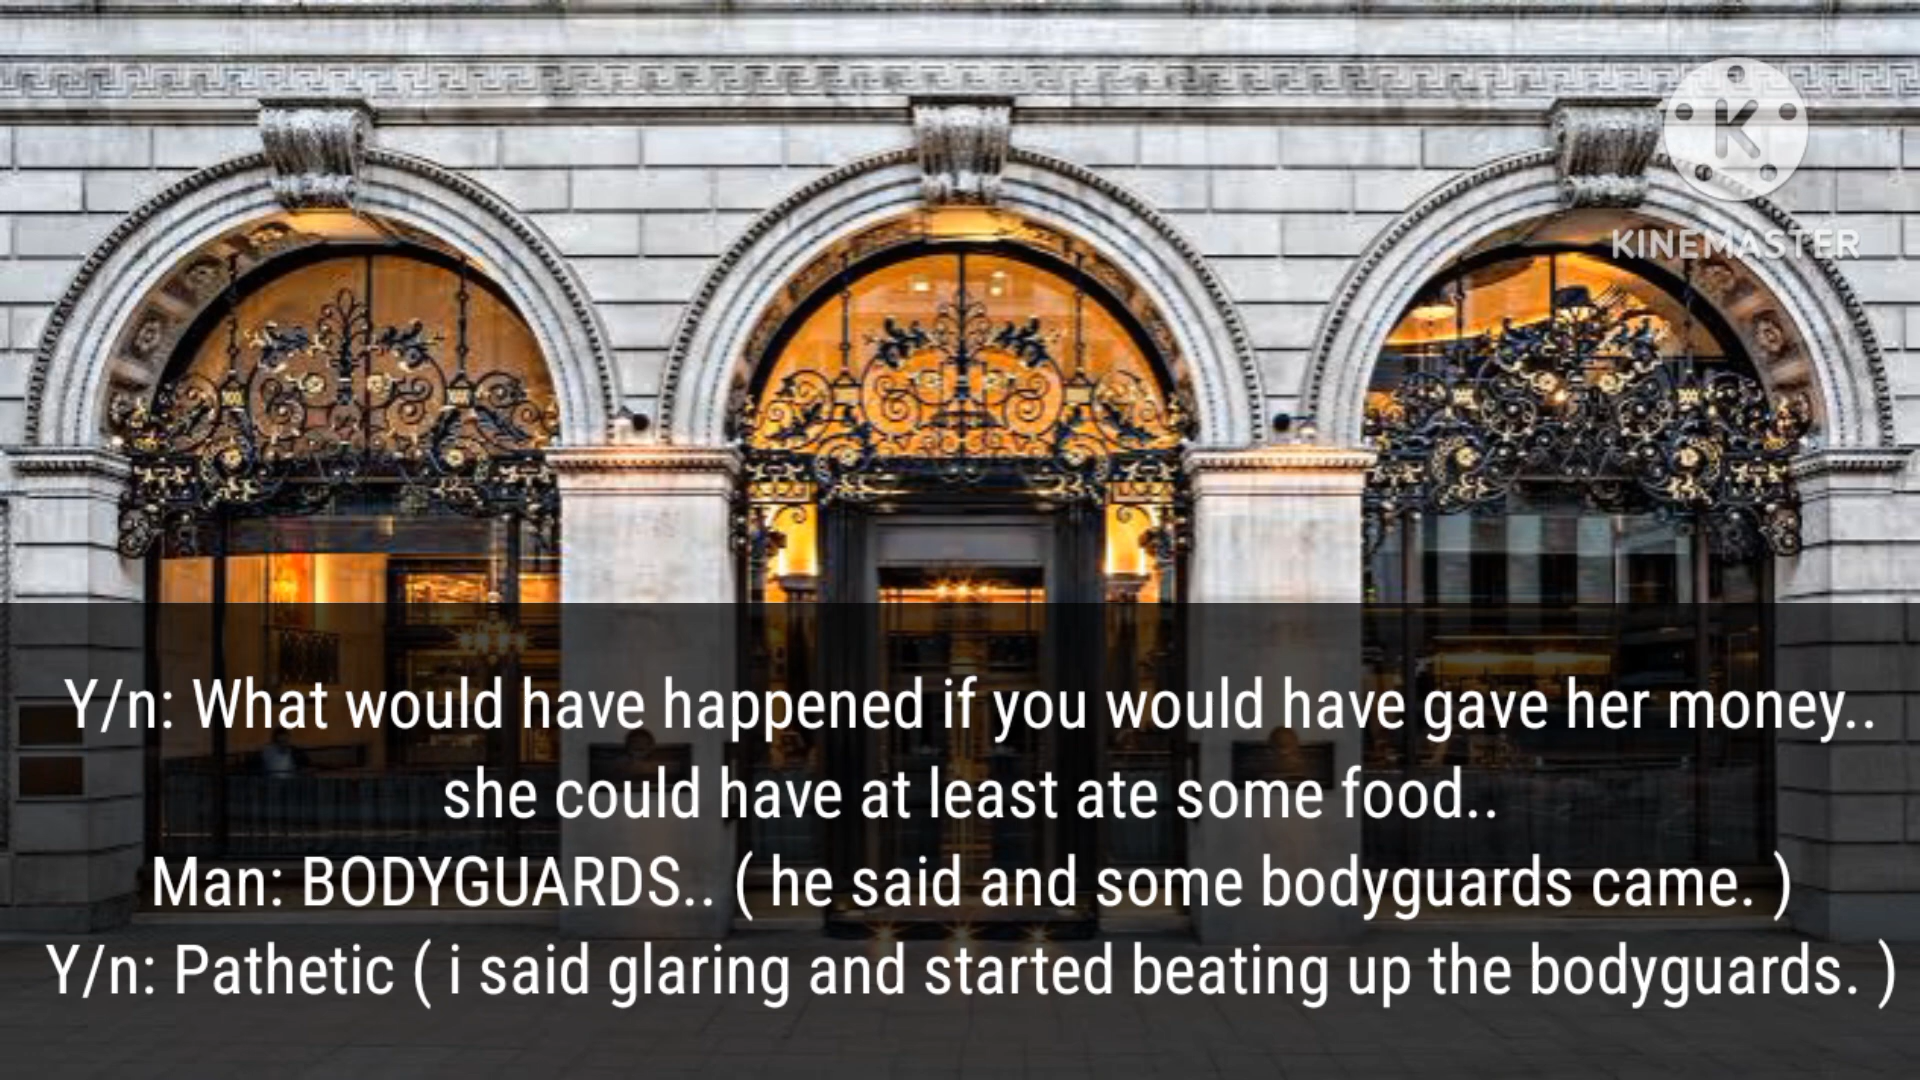 K
KINEMASTER
Y/n: What would have happened if you would have gave her money..
she could have at least ate some food..
Man: BODYGUARDS.. ( he said and some bodyguards came. )
Y/n: Pathetic ( i said glaring and started beating up the bodyguards. )